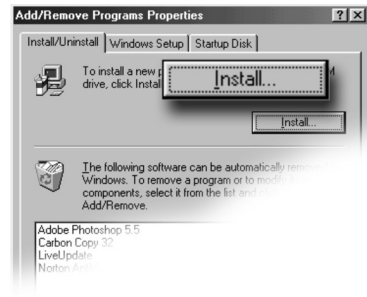 Add/Remove Programs Properties
Install/Uninstall Windows Setup Startup Disk
To install a new
drive, click Instal
Install...
Install...
The following software can be automatically
Windows. To remove a program or to
components, select it from the list and
Add/Remove.
Adobe Photoshop 5.5
Carbon Copy 32
LiveUpdate
Norton